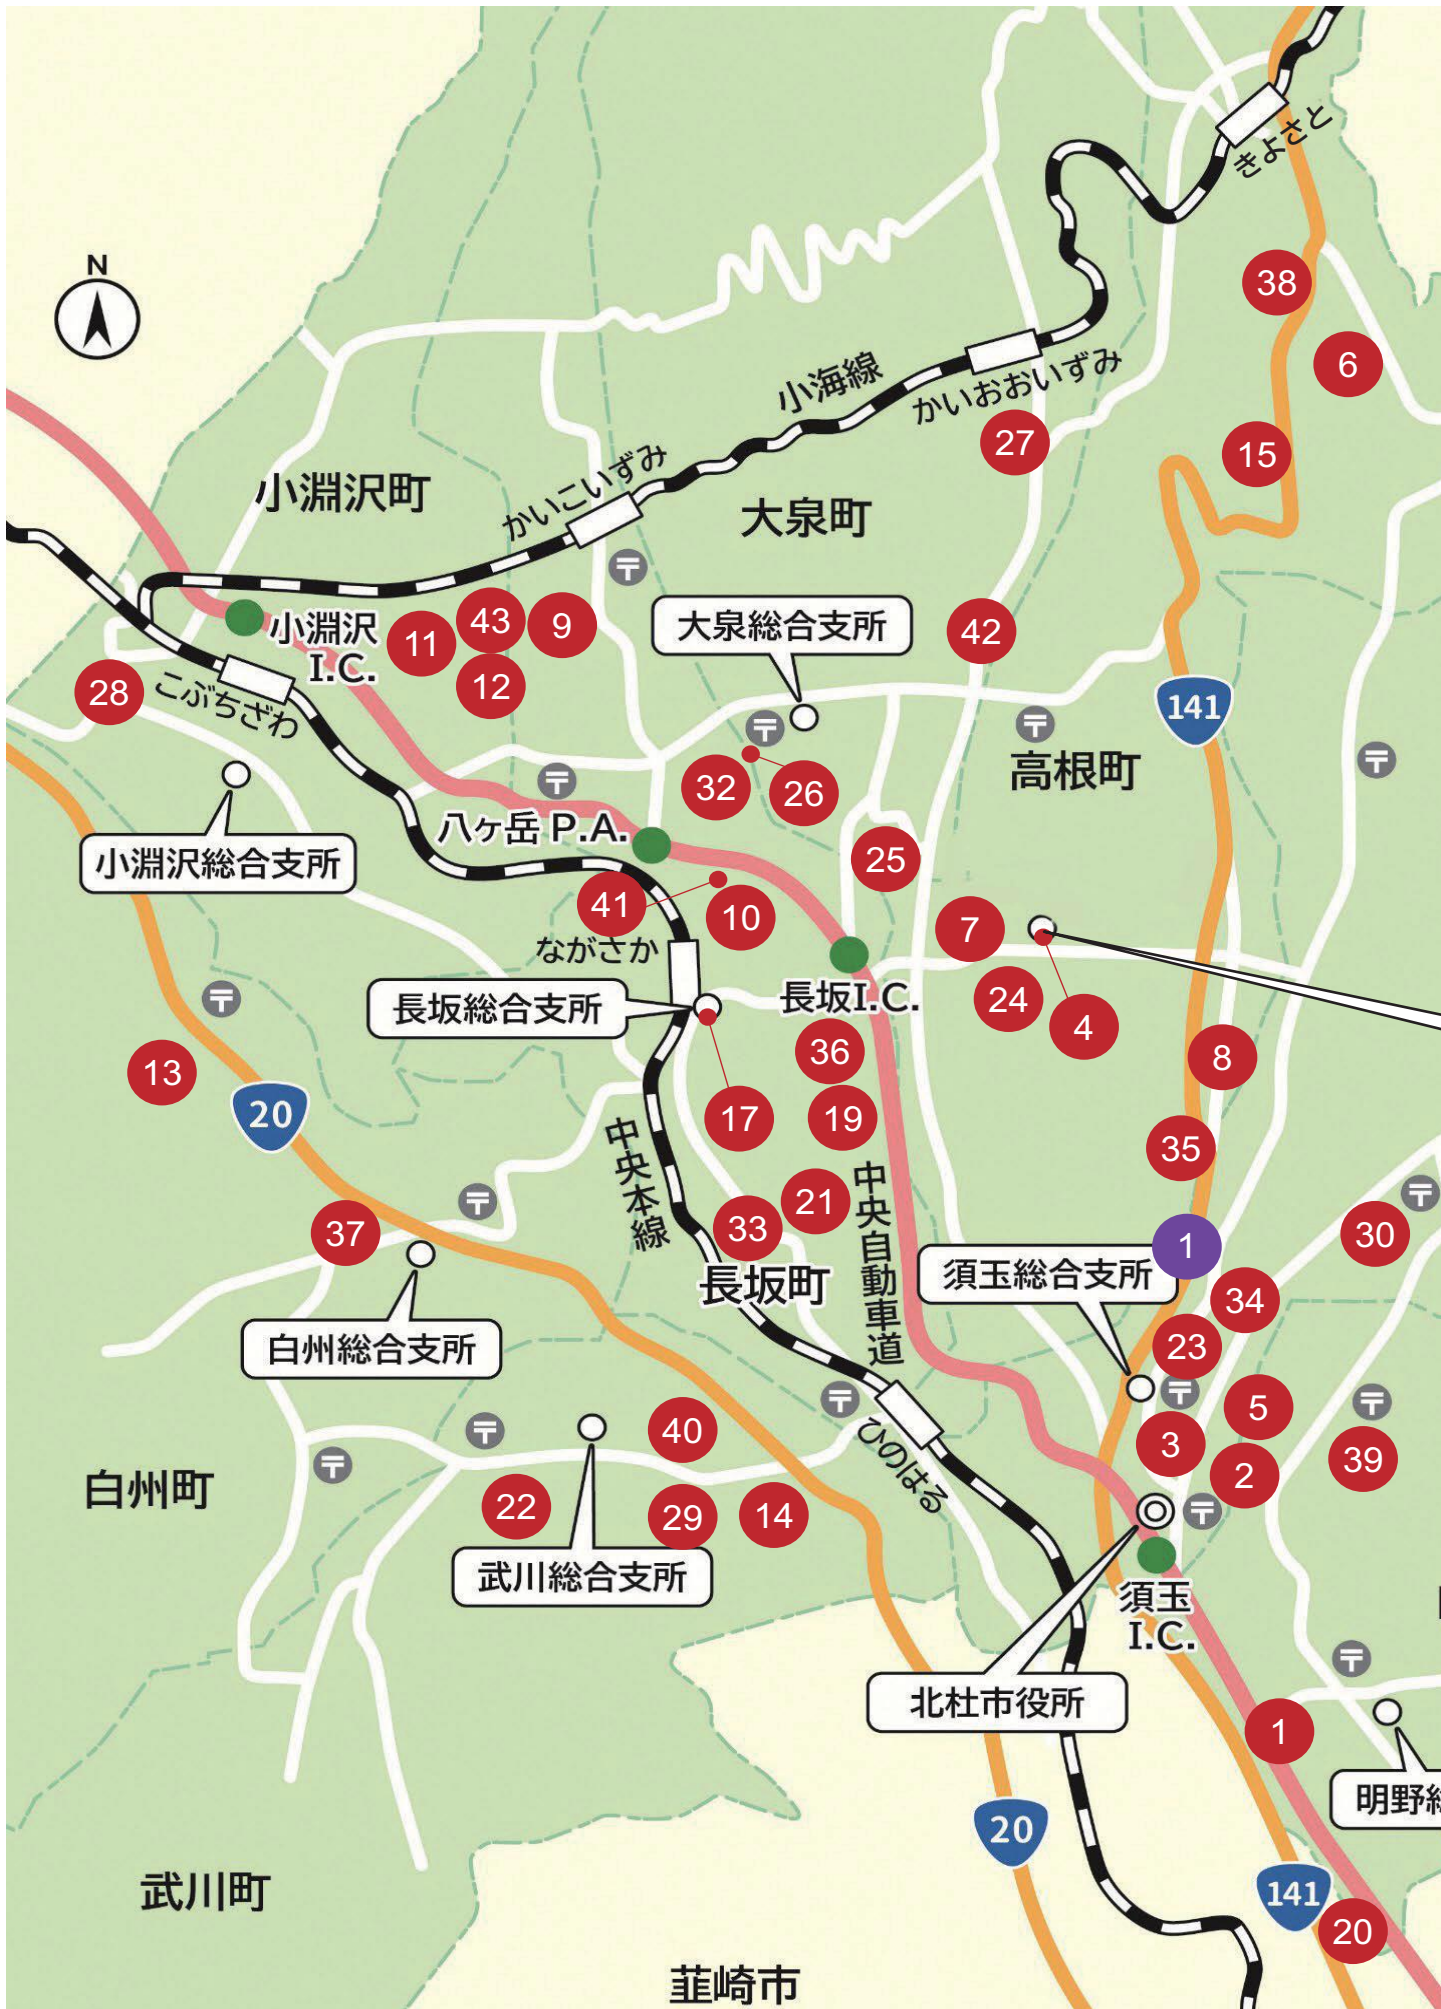 きよさと
N
38
小海線
かいおおいずみ
6
27
15
小淵沢町
かいこいずみ
大泉町
〒
小淵沢
I.C.
11
43
9
12
大泉総合支所
42
28
こぶちざわ
141
〒
〒
高根町
〒
32
26
〒
八ヶ岳 P.A.
小淵沢総合支所
25
41
10
ながさか
7
24
4
長坂総合支所
長坂I.C.
〒
13
20
36
8
17
19
中央本線
35
〒
37
〒
21
33
中央自動車道
1
30
長坂町
須玉総合支所
34
白州総合支所
23
〒
〒
5
〒
〒
40
ひのはる
3
39
〒
白州町
2
22
29
14
〒
武川総合支所
須玉
I.C.
〒
北杜市役所
1
明野総
20
武川町
141
20
韮崎市